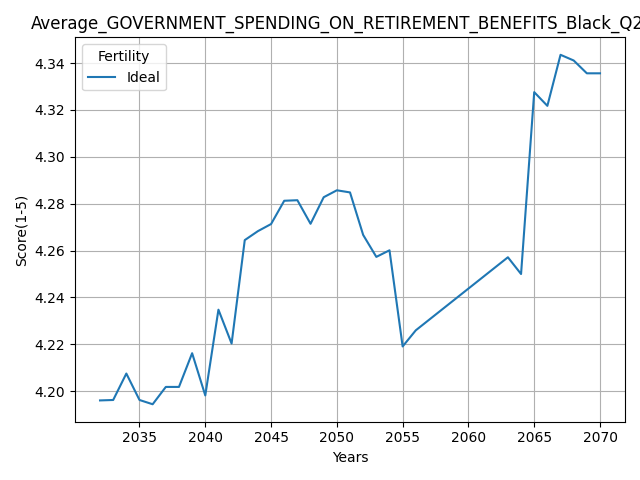 Average_GOVERNMENT_SPENDING_ON_RETIREMENT_BENEFITS_Black_Q2
Fertility
Ideal
4.34
4.32
4.30
4.28
4.26
4.24
4.22
4.20
Score(1-5)
2035 2040 2045 2050 2055 2060 2065 2070
Years